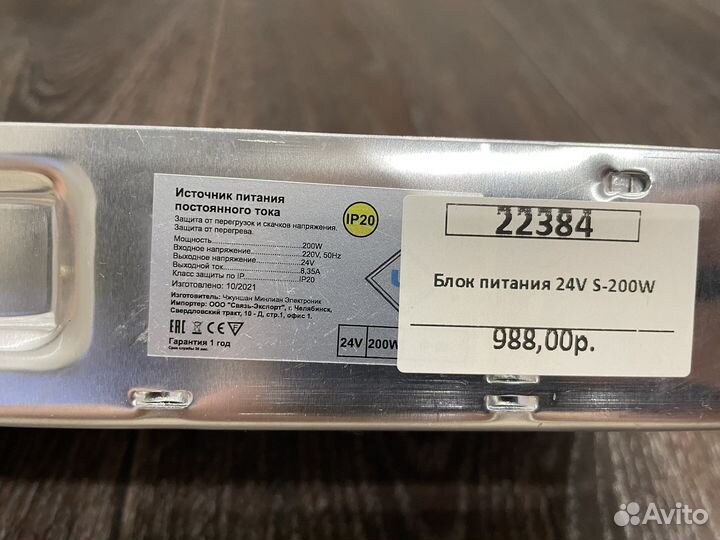 Источник питания
постоянного тока
IP20
Защита от перегрузок и скачков напряжения.
Защита от перегрева.
Мощность 200W
Входное напряжение 220V, 50Hz
Выходное напряжение 24V
Выходной ток 8,35A
Класс защиты по IP IP20
Изготовлено: 10/2021
Изготовитель: Чжуншан Минлиан Электроник
Импортер: ООО "Связь-Экспорт", г. Челябинск,
Свердловский тракт, 10 - Д, стр.1, офис 1.
EAC CE F
Гарантия 1 год
24V 200W
22384
Блок питания 24V S-200W
988,00р.
Avito